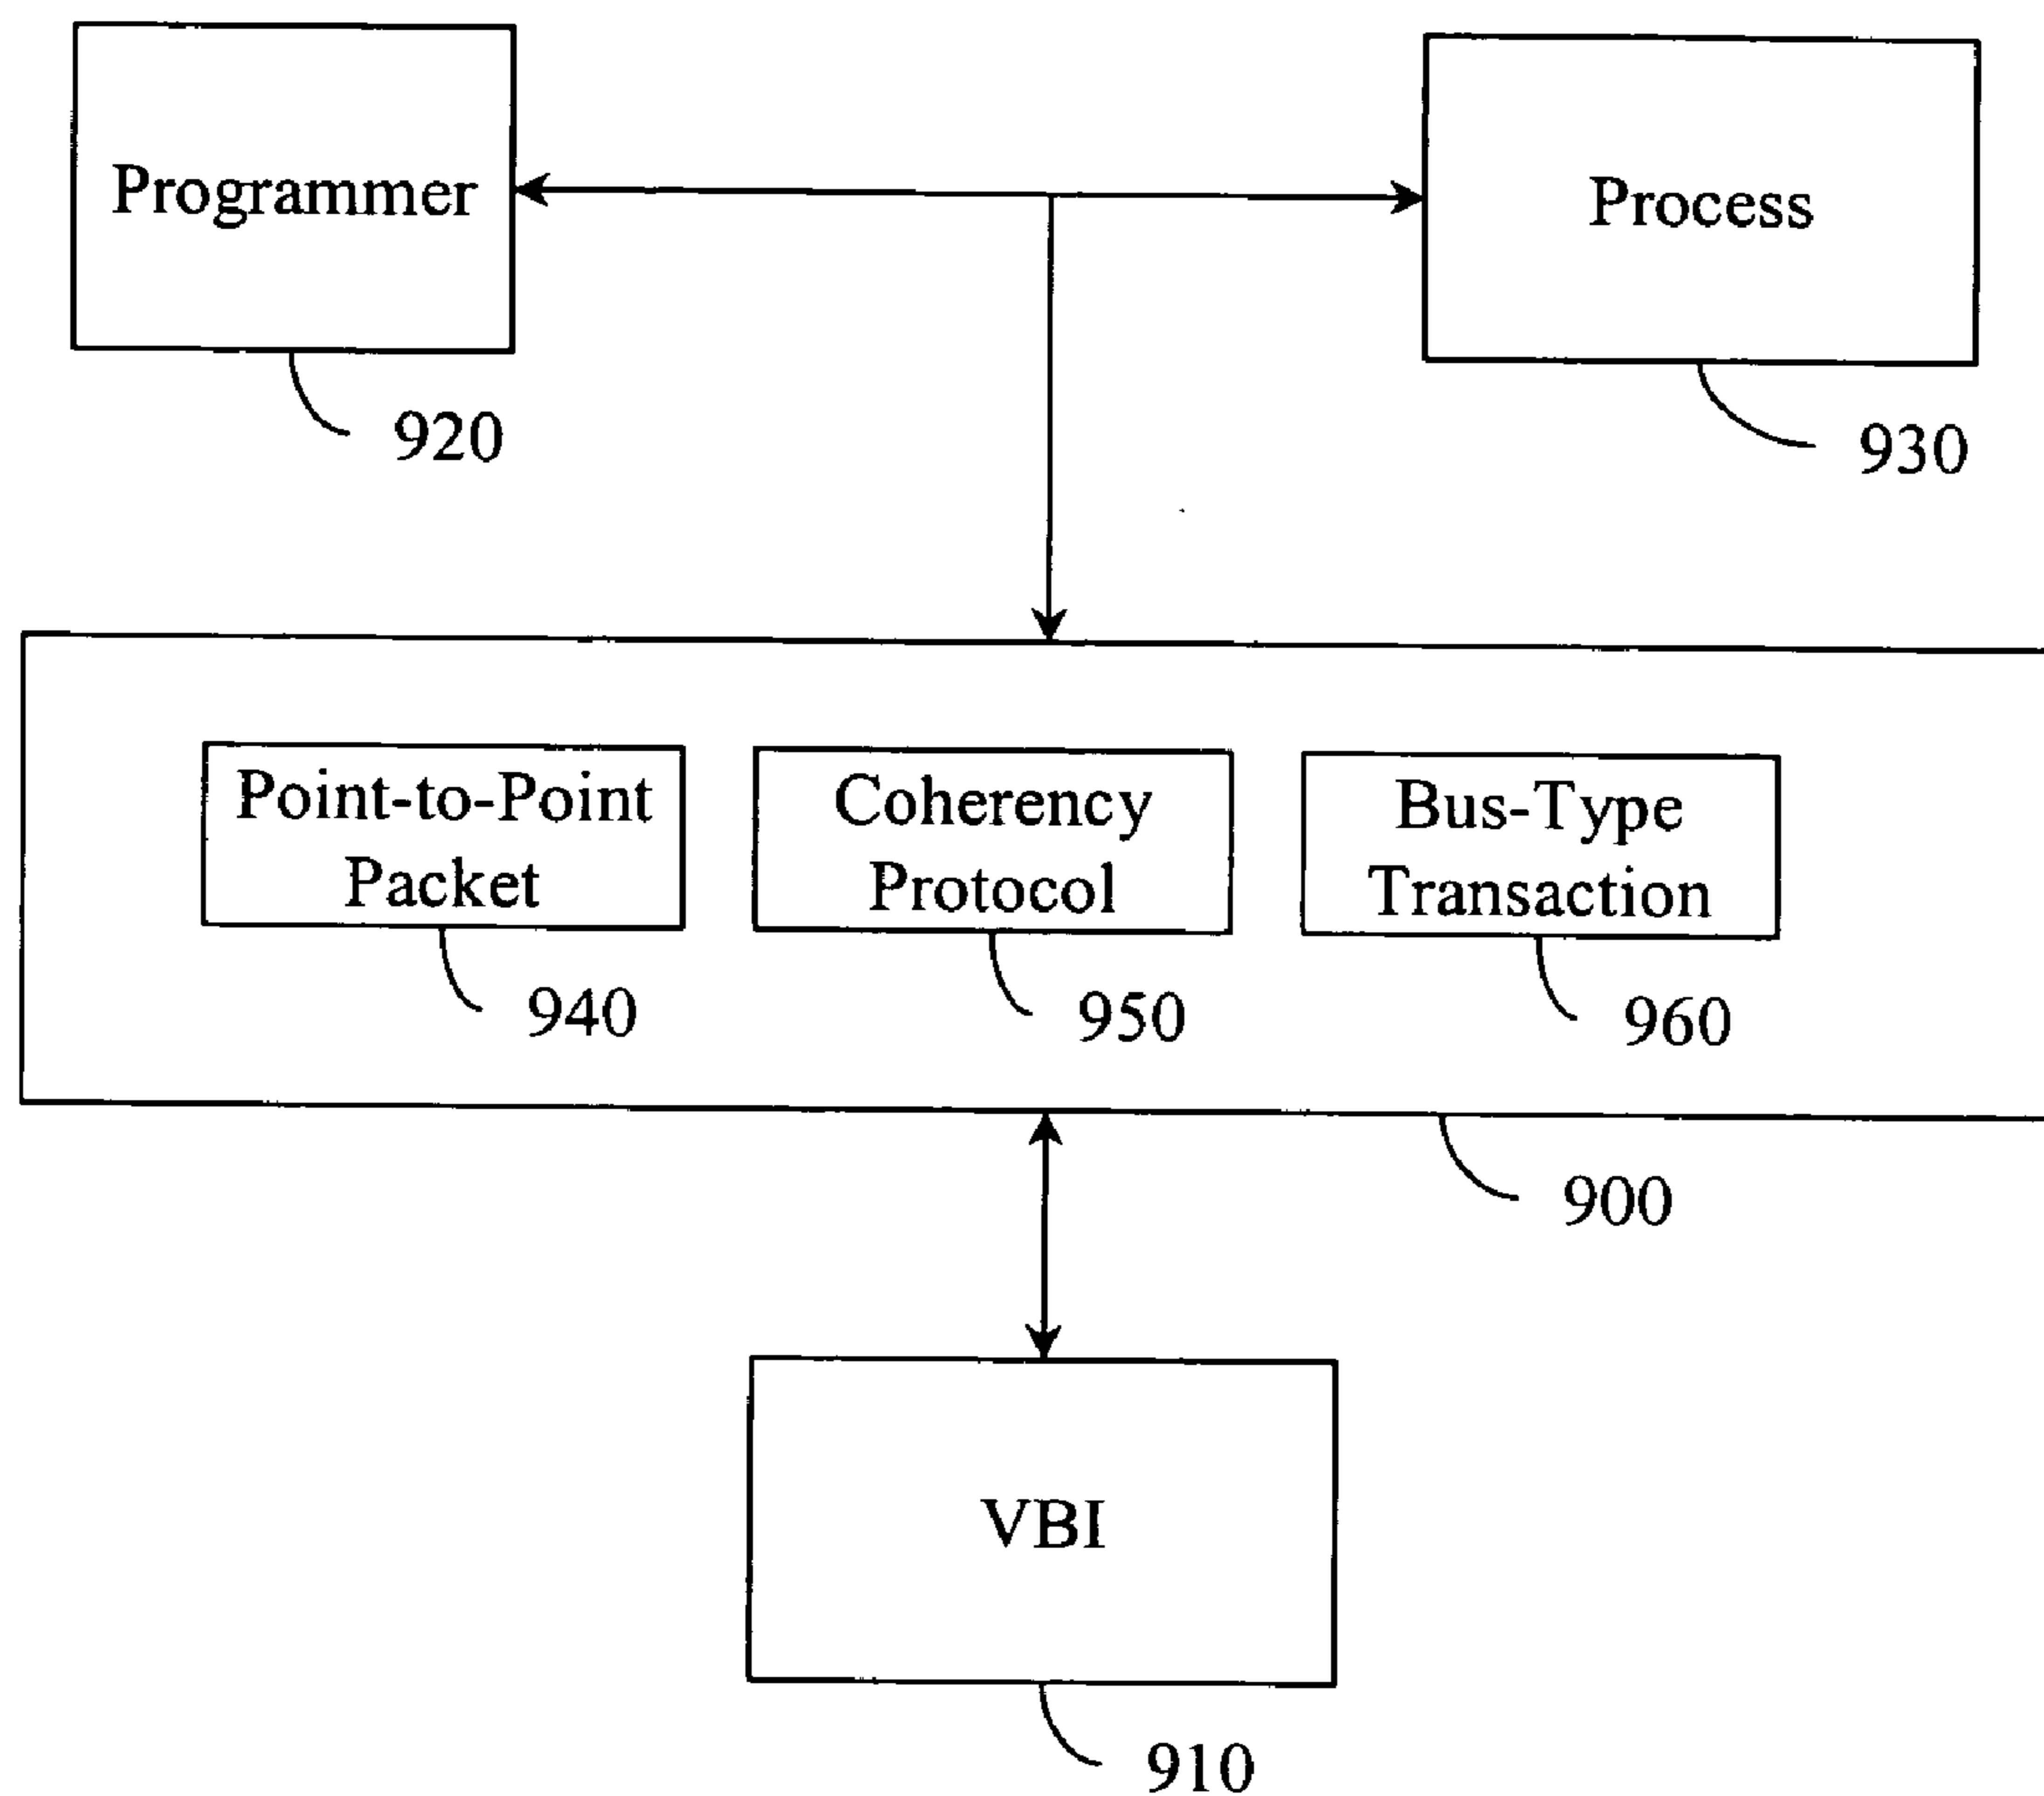 Programmer
Process
920
930
Point-to-Point
Packet
Coherency
Protocol
Bus-Type
Transaction
940
950
960
900
VBI
910